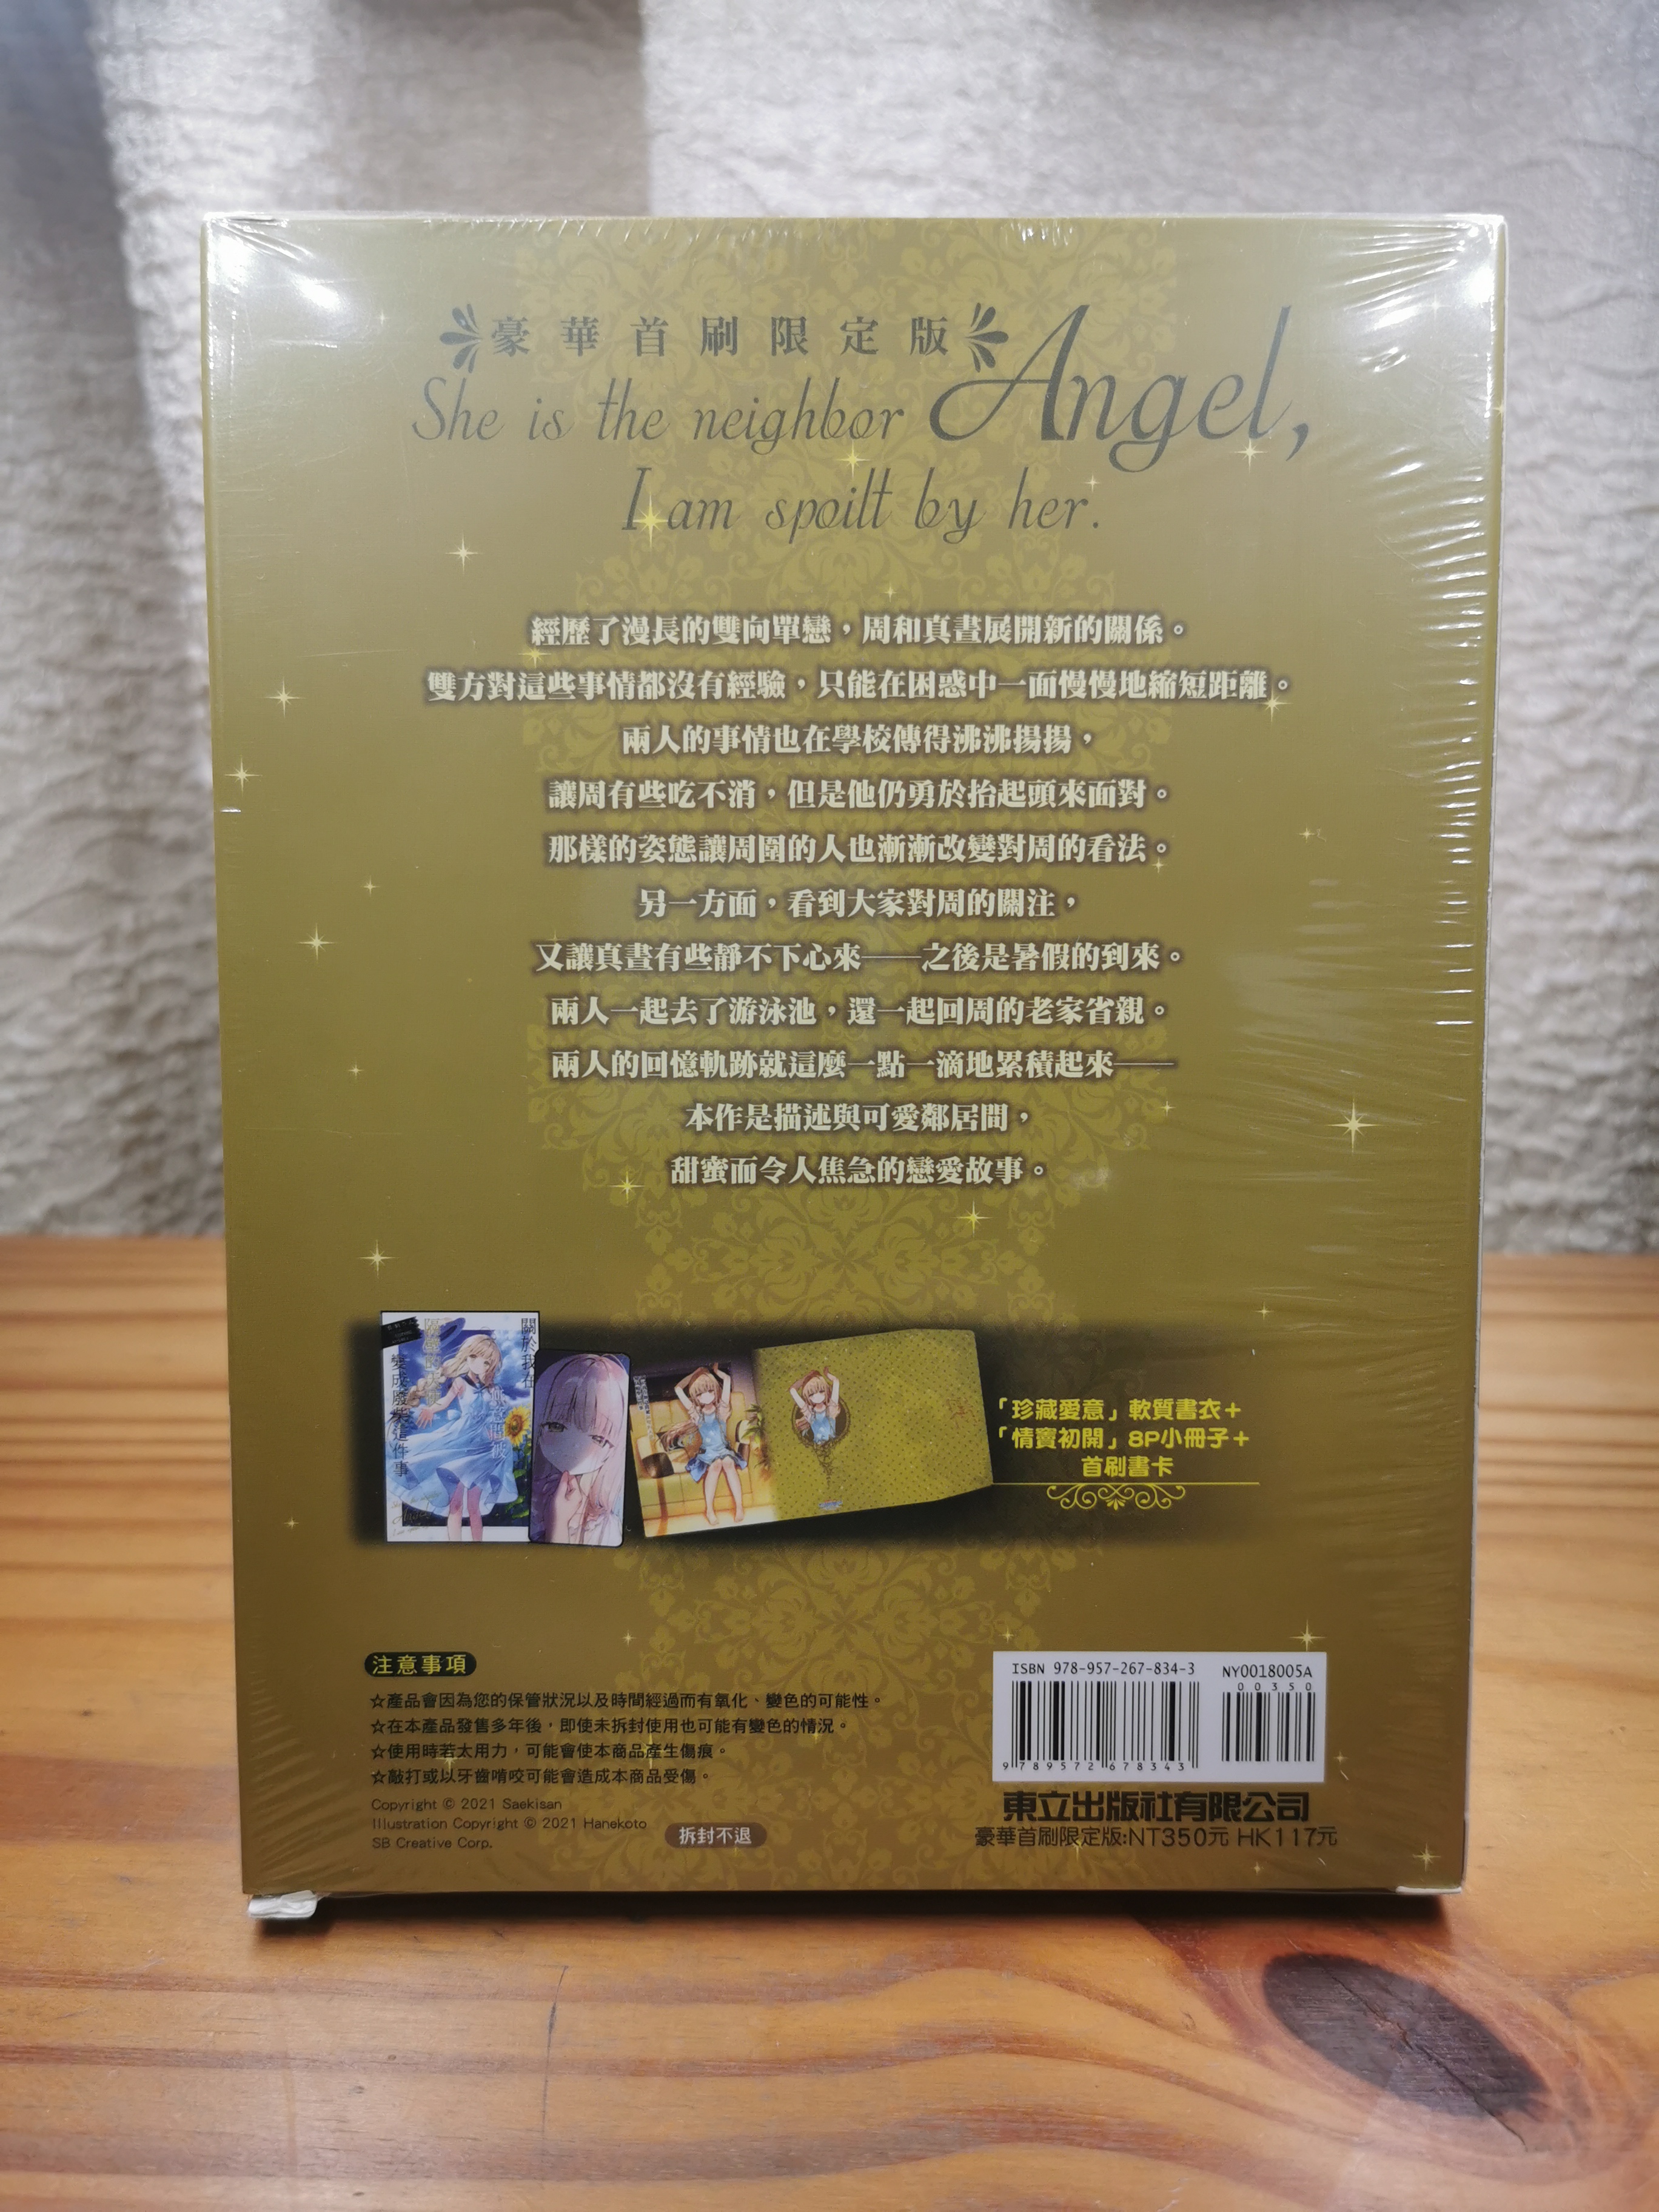 豪華首刷限定版
She is the neighbor Angel,
I am spoilt by her.
經歷了漫長的雙向單戀，周和真晝展開新的關係。
雙方對這些事情都沒有經驗，只能在困惑中一面慢慢地縮短距離。
兩人的事情也在學校傳得沸沸揚揚，
讓周有些吃不消，但是他仍勇於抬起頭來面對。
那樣的姿態讓周圍的人也漸漸改變對周的看法。
另一方面，看到大家對周的關注，
又讓真晝有些靜不下心來——之後是暑假的到來。
兩人一起去了游泳池，還一起回周的老家省親。
兩人的回憶軌跡就這麼一點一滴地累積起來——
本作是描述與可愛鄰居間，
甜蜜而令人焦急的戀愛故事。
關於我在
變成廢柴這件事
「珍藏愛意」軟質書衣＋
「情竇初開」8P小冊子＋
首刷書卡
注意事項
☆產品會因為您的保管狀況以及時間經過而有氧化、變色的可能性。
☆在本產品發售多年後，即使未拆封使用也可能有變色的情況。
☆使用時若太用力，可能會使本商品產生傷痕。
☆敲打或以牙齒啃咬可能會造成本商品受傷。
Copyright © 2021 Saekisan
Illustration Copyright © 2021 Hanekoto
SB Creative Corp.
拆封不退
ISBN 978-957-267-834-3
NY0018005A
00350
9789572678343
東立出版社有限公司
豪華首刷限定版:NT350元 HK117元